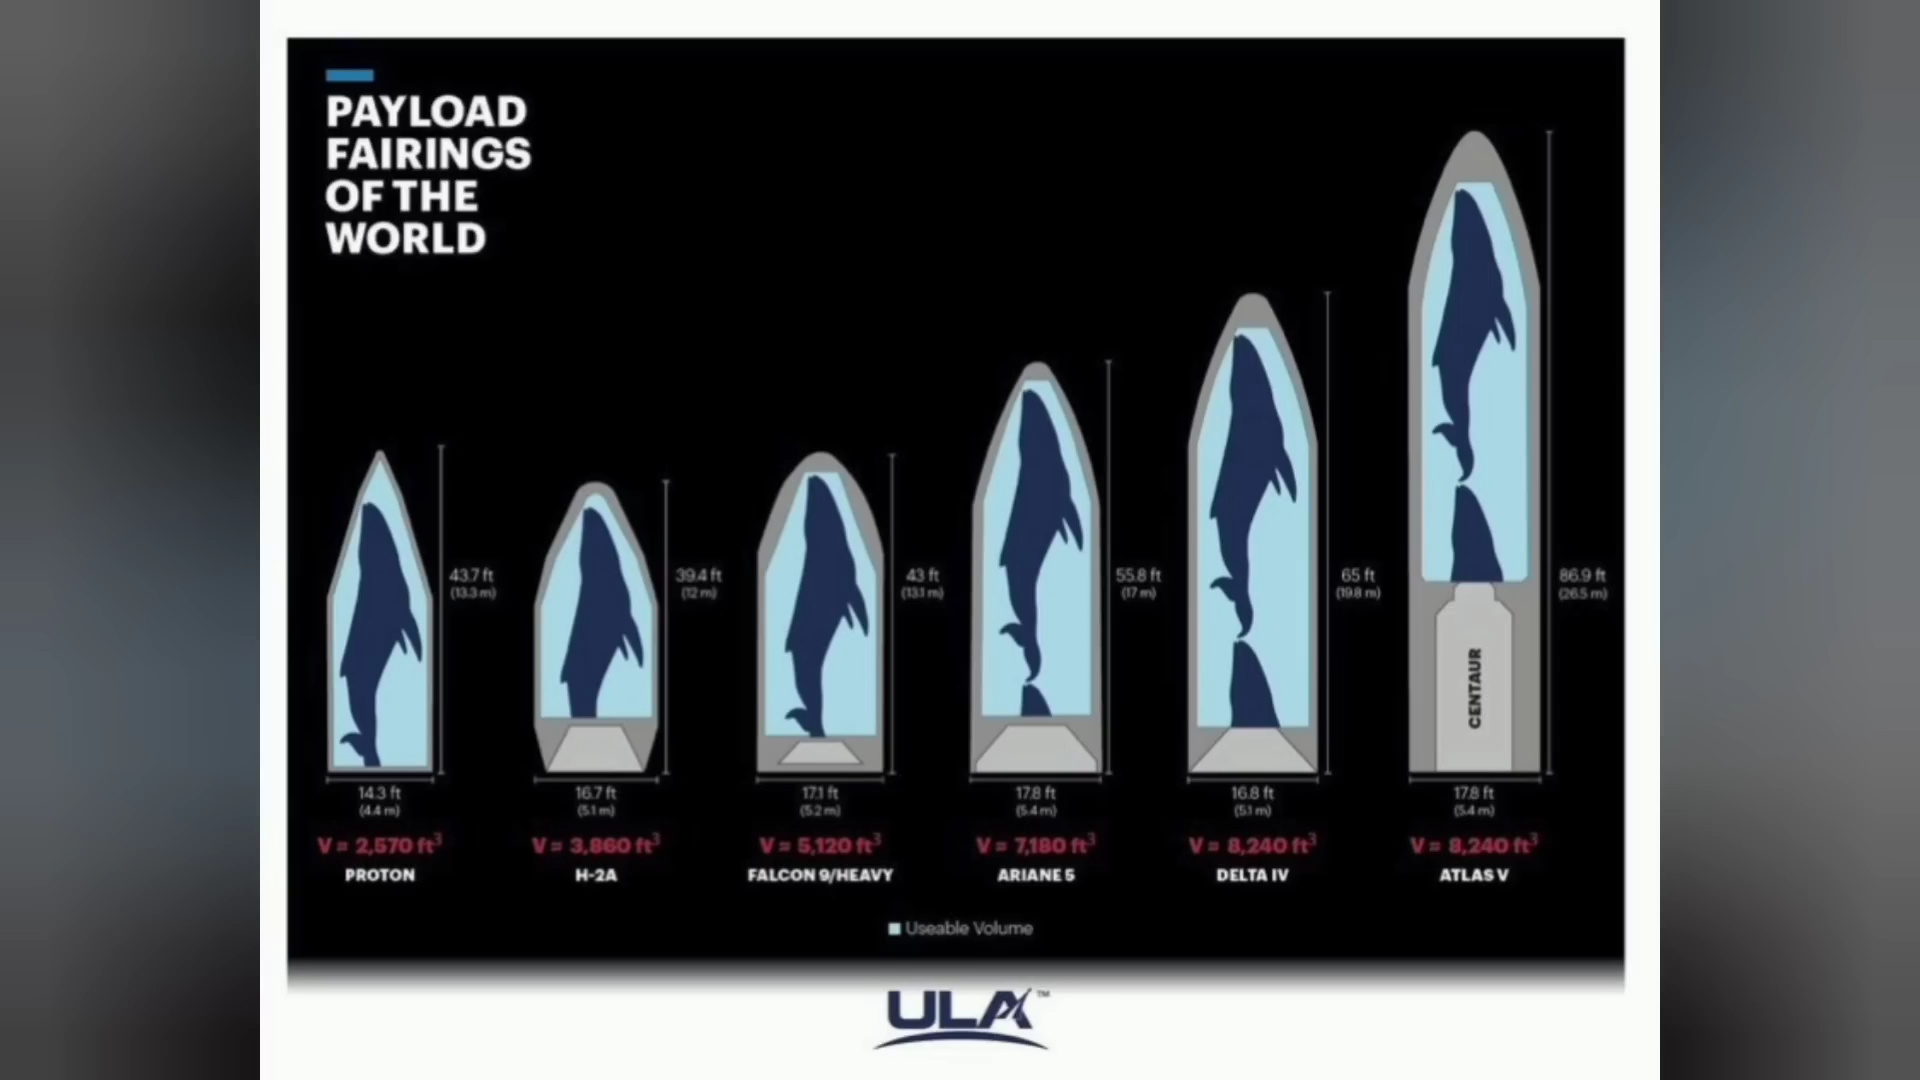 PAYLOAD
FAIRINGS
OF THE
WORLD
43.7 ft
(13.3 m)
39.4 ft
(12 m)
43 ft
(13.1 m)
55.8 ft
(17 m)
65 ft
(19.8 m)
86.9 ft
(26.5 m)
CENTAUR
14.3 ft
(4.4 m)
16.7 ft
(5.1 m)
17.1 ft
(5.2 m)
17.8 ft
(5.4 m)
16.8 ft
(5.1 m)
17.8 ft
(5.4 m)
V = 2,570 ft³
V = 3,860 ft³
V = 5,120 ft³
V = 7,180 ft³
V = 8,240 ft³
V = 8,240 ft³
PROTON
H-2A
FALCON 9/HEAVY
ARIANE 5
DELTA IV
ATLAS V
Useable Volume
ULA™